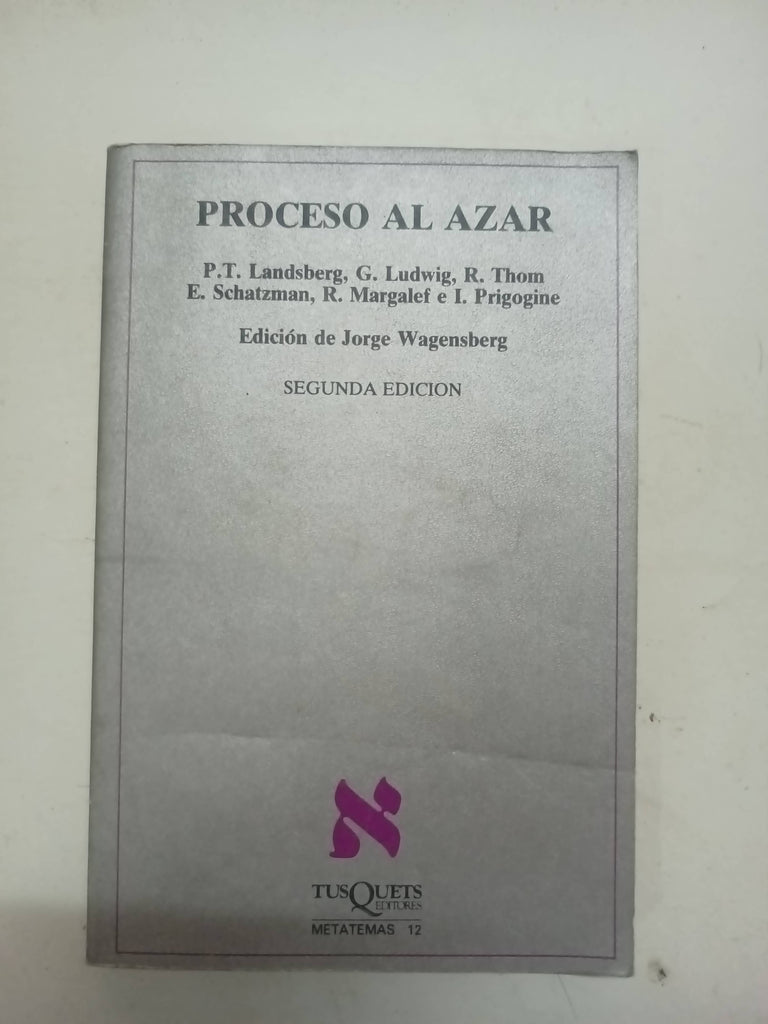 PROCESO AL AZAR
P.T. Landsberg, G. Ludwig, R. Thom
E. Schatzman, R. Margalef e I. Prigogine
Edición de Jorge Wagensberg
SEGUNDA EDICION
א
TUSQUETS
EDITORES
METATEMAS 12